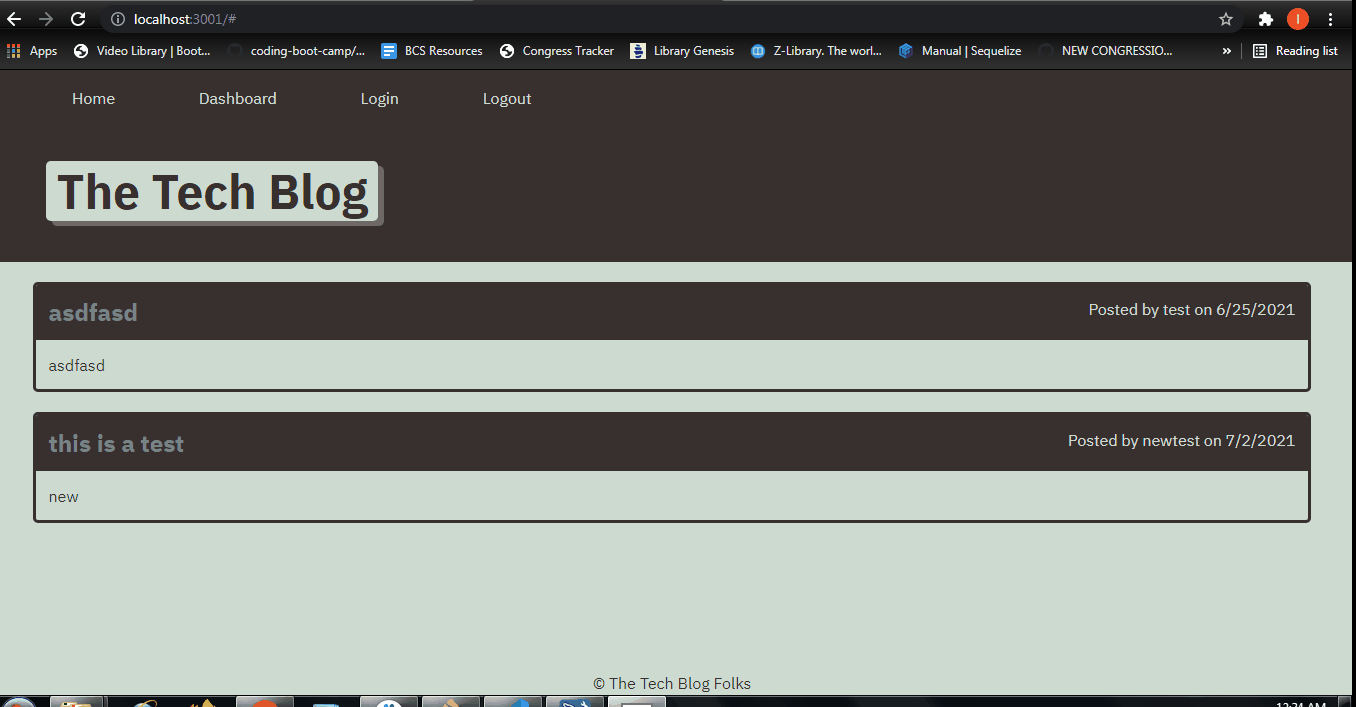 localhost:3001/#
Apps Video Library | Boot... coding-boot-camp/... BCS Resources Congress Tracker Library Genesis Z-Library. The worl... Manual | Sequelize NEW CONGRESSIO... » Reading list
Home Dashboard Login Logout
The Tech Blog
asdfasd Posted by test on 6/25/2021
asdfasd
this is a test Posted by newtest on 7/2/2021
new
© The Tech Blog Folks